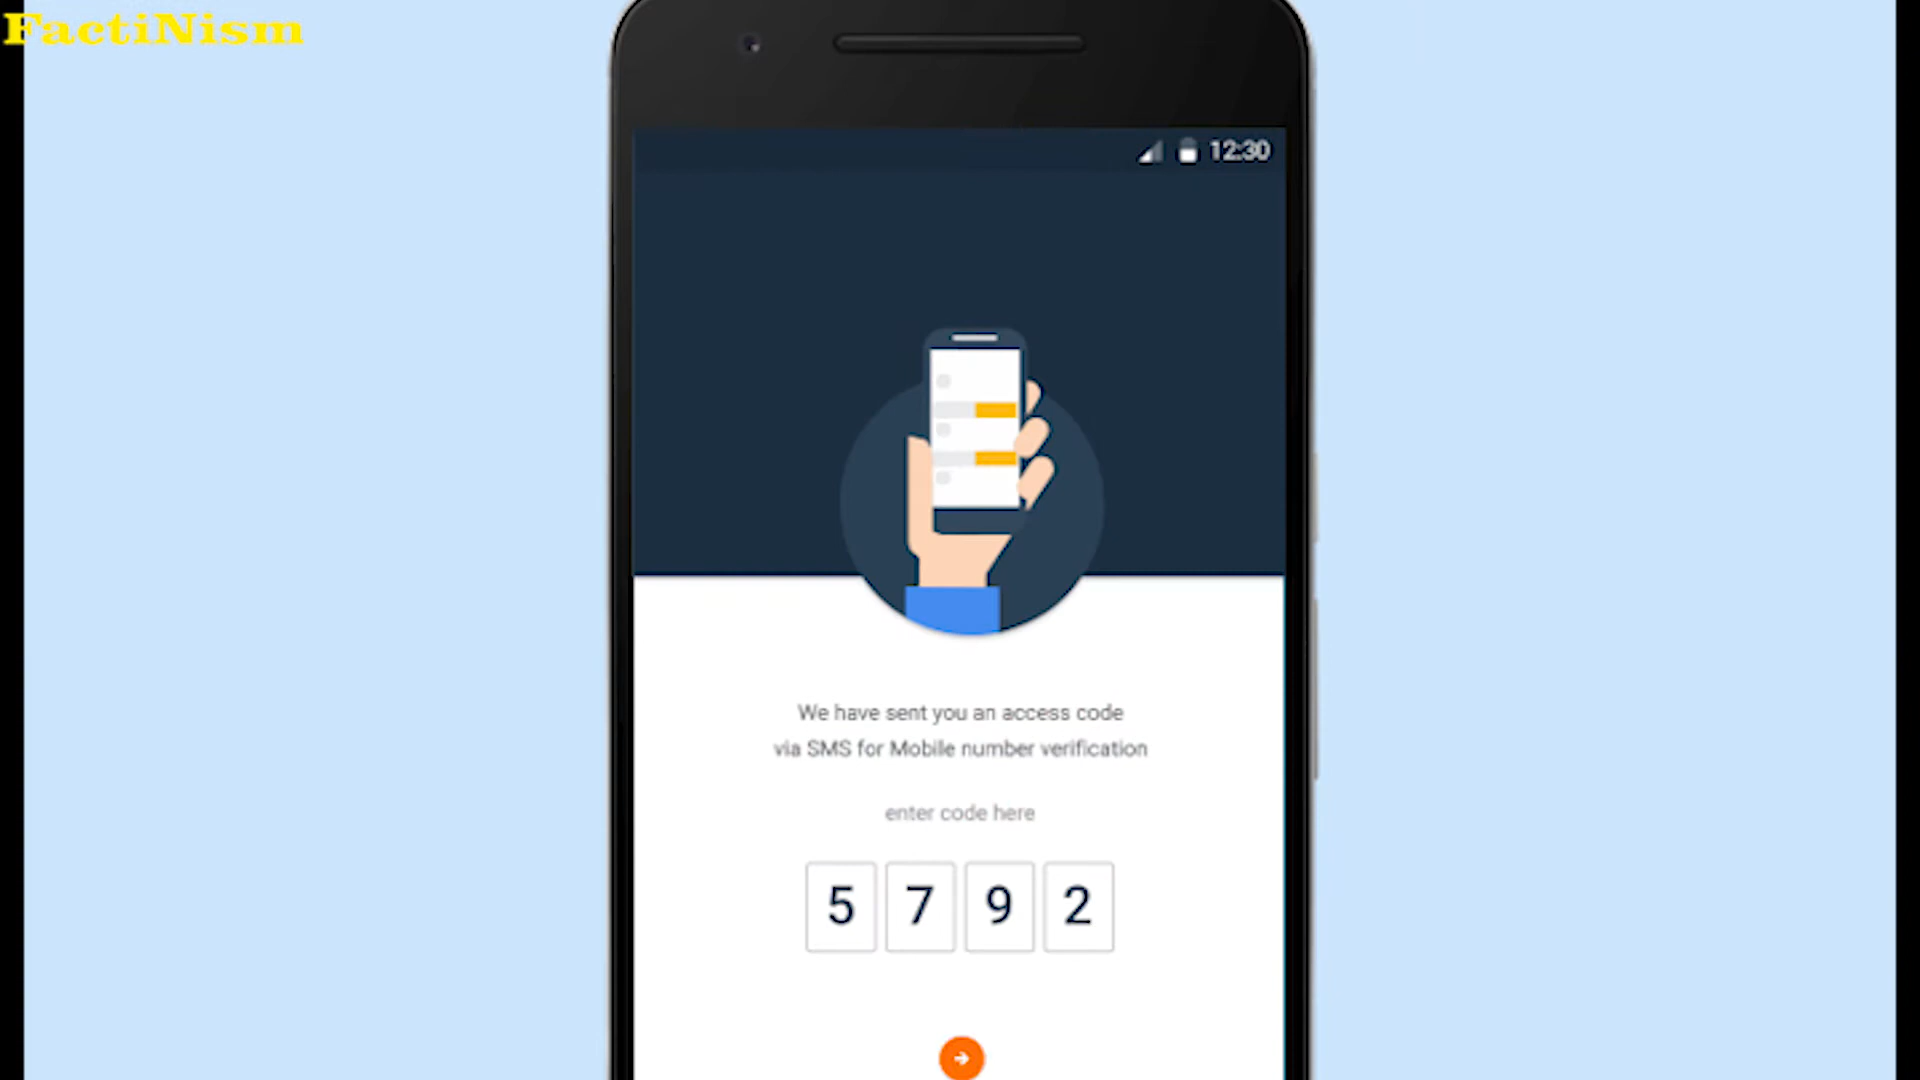 FactiNism
12:30
We have sent you an access code
via SMS for Mobile number verification
enter code here
5 7 9 2